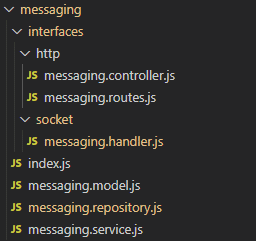 messaging
interfaces
http
JS messaging.controller.js
JS messaging.routes.js
socket
JS messaging.handler.js
JS index.js
JS messaging.model.js
JS messaging.repository.js
JS messaging.service.js